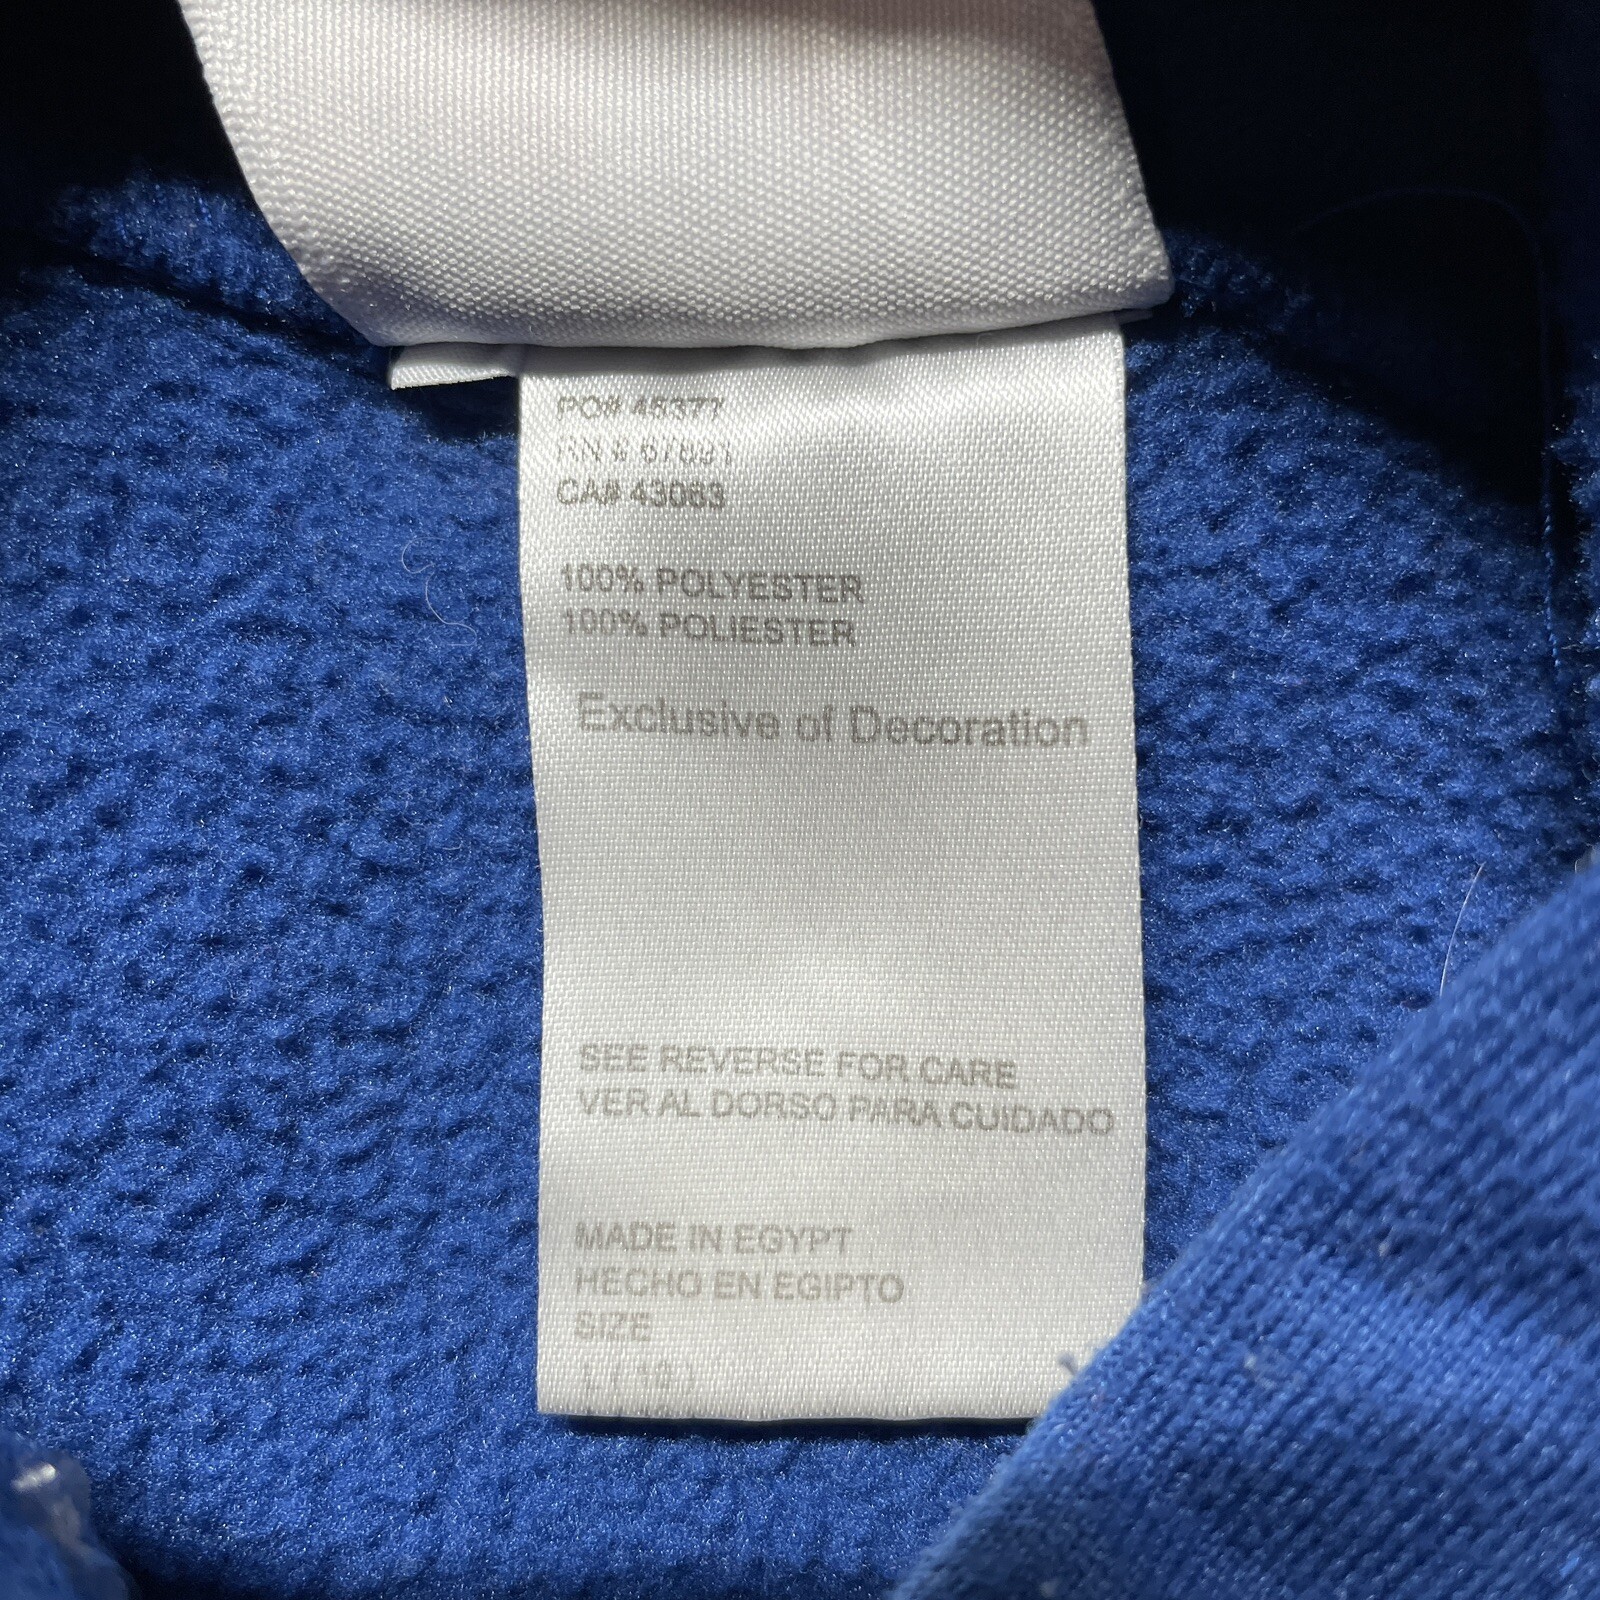 PO# 45377
CA# 43063
100% POLYESTER
100% POLIESTER
Exclusive of Decoration
SEE REVERSE FOR CARE
VER AL DORSO PARA CUIDADO
MADE IN EGYPT
HECHO EN EGIPTO
SIZE